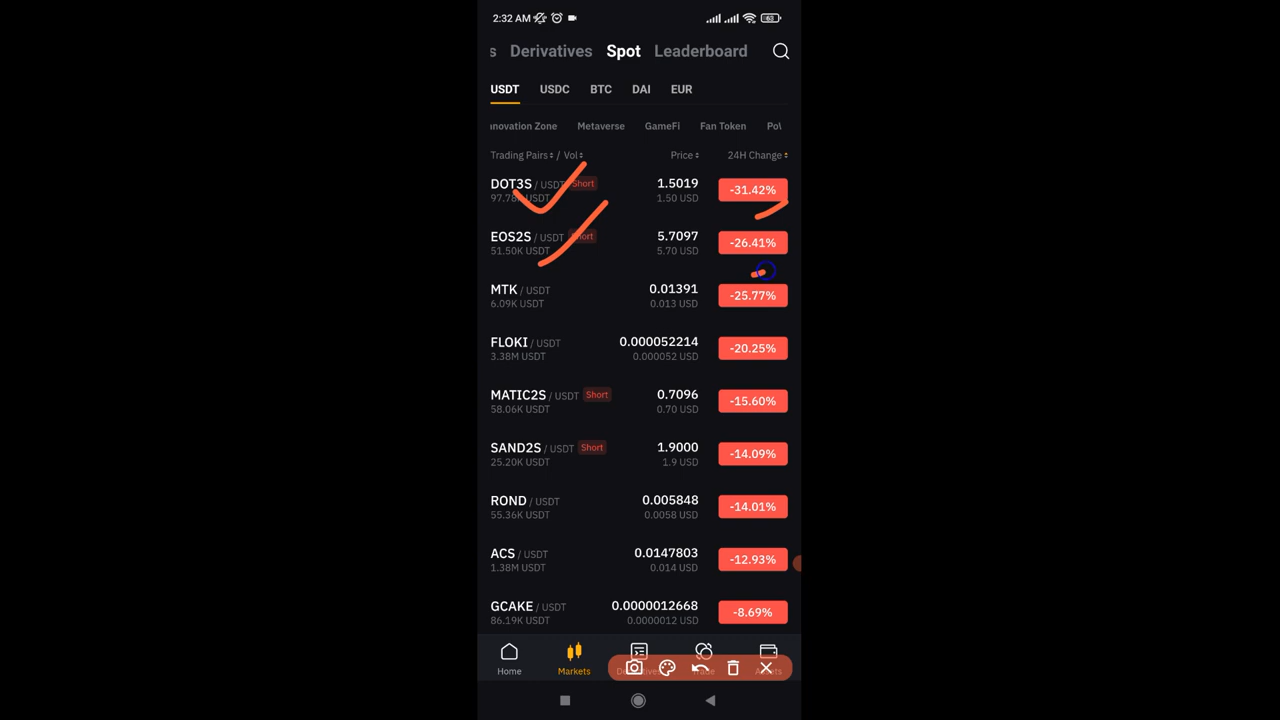 2:32 AM 63
s Derivatives Spot Leaderboard
USDT USDC BTC DAI EUR
nnovation Zone Metaverse GameFi Fan Token Po
Trading Pairs / Vol Price 24H Change
DOT3S / USDT Short 1.5019 -31.42%
USDT 1.50 USD
EOS2S / USDT Short 5.7097 -26.41%
51.50K USDT 5.70 USD
MTK / USDT 0.01391 -25.77%
6.09K USDT 0.013 USD
FLOKI / USDT 0.000052214 -20.25%
3.38M USDT 0.000052 USD
MATIC2S / USDT Short 0.7096 -15.60%
58.06K USDT 0.70 USD
SAND2S / USDT Short 1.9000 -14.09%
25.20K USDT 1.9 USD
ROND / USDT 0.005848 -14.01%
55.36K USDT 0.0058 USD
ACS / USDT 0.0147803 -12.93%
1.38M USDT 0.014 USD
GCAKE / USDT 0.0000012668 -8.69%
86.19K USDT 0.0000012 USD
Home Markets